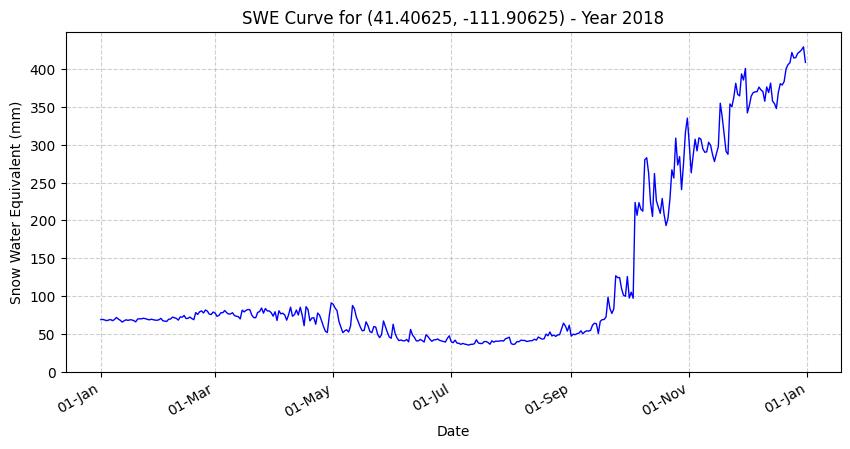 SWE Curve for (41.40625, -111.90625) - Year 2018
Snow Water Equivalent (mm)
400
350
300
250
200
150
100
50
0
01-Jan
01-Mar
01-May
01-Jul
01-Sep
01-Nov
01-Jan
Date